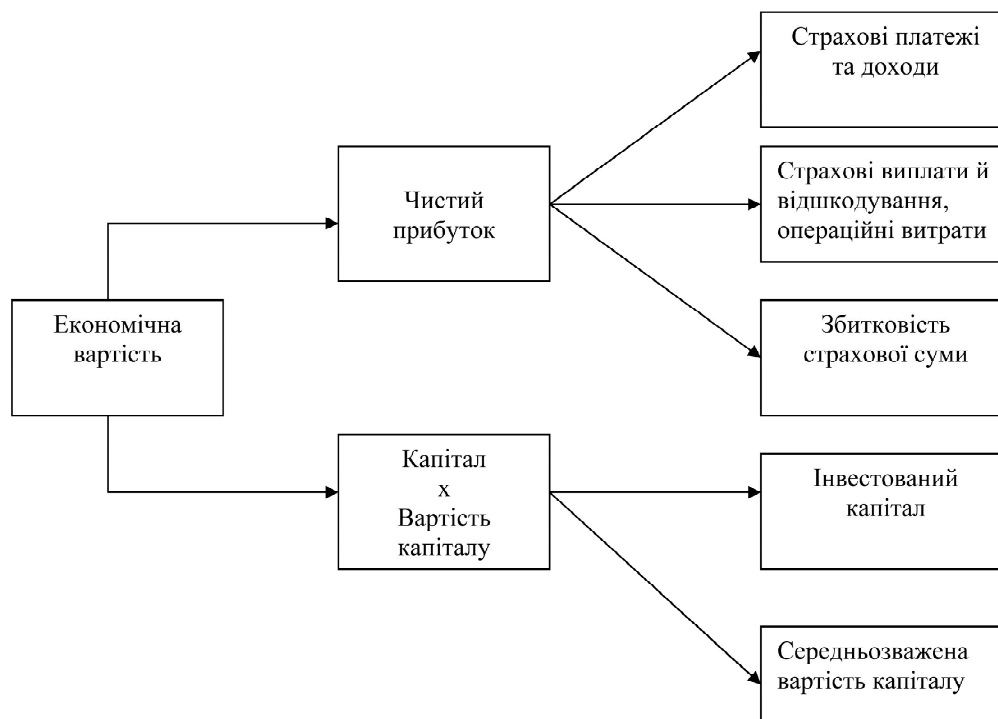 Страхові платежі
та доходи
Чистий
прибуток
Страхові виплати й
відшкодування,
операційні витрати
Економічна
вартість
Збитковість
страхової суми
Капітал
х
Вартість
капіталу
Інвестований
капітал
Середньозважена
вартість капіталу